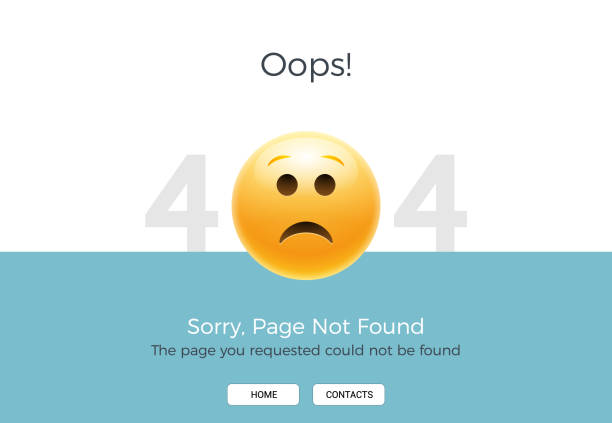 Oops!
4 4
Sorry, Page Not Found
The page you requested could not be found
HOME CONTACTS